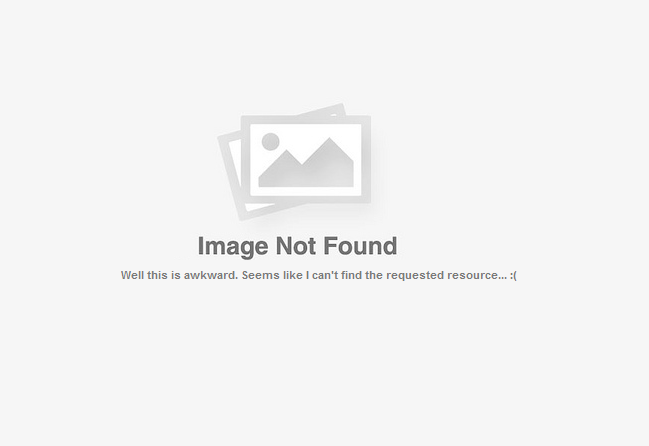 Image Not Found
Well this is awkward. Seems like I can't find the requested resource... :(